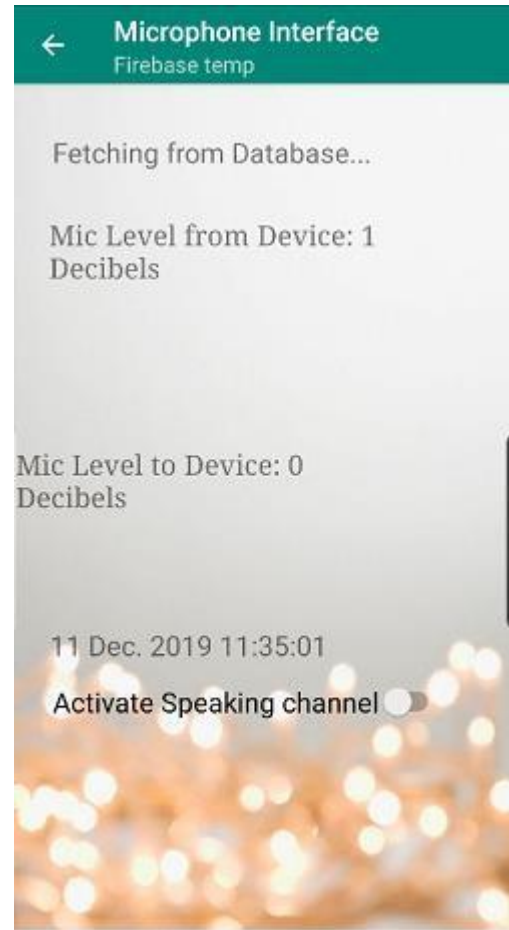 Microphone Interface
Firebase temp
Fetching from Database...
Mic Level from Device: 1
Decibels
Mic Level to Device: 0
Decibels
11 Dec. 2019 11:35:01
Activate Speaking channel